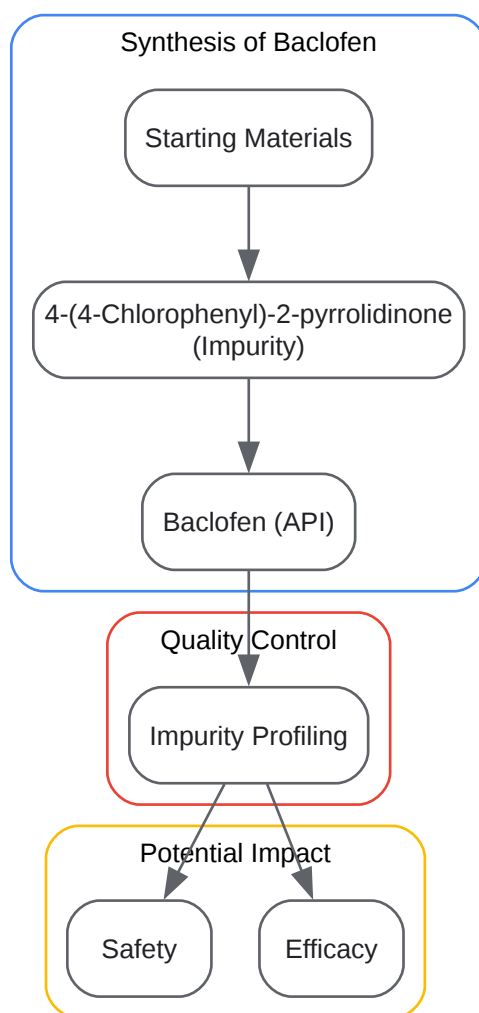 Synthesis of Baclofen
Starting Materials
4-(4-Chlorophenyl)-2-pyrrolidinone
(Impurity)
Baclofen (API)
Quality Control
Impurity Profiling
Potential Impact
Safety
Efficacy